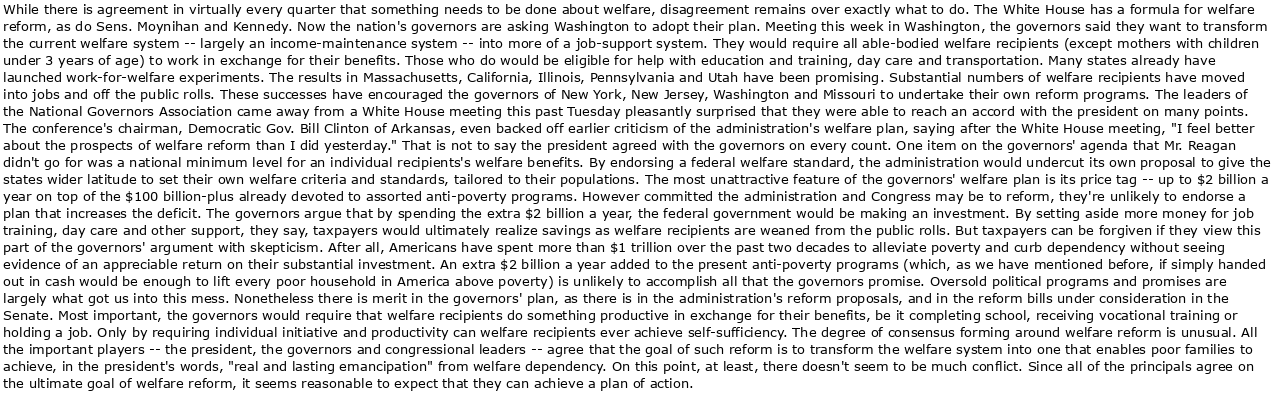 While there is agreement in virtually every quarter that something needs to be done about welfare, disagreement remains over exactly what to do. The White House has a formula for welfare
reform, as do Sens. Moynihan and Kennedy. Now the nation's governors are asking Washington to adopt their plan. Meeting this week in Washington, the governors said they want to transform
the current welfare system -- largely an income-maintenance system -- into more of a job-support system. They would require all able-bodied welfare recipients (except mothers with children
under 3 years of age) to work in exchange for their benefits. Those who do would be eligible for help with education and training, day care and transportation. Many states already have
launched work-for-welfare experiments. The results in Massachusetts, California, Illinois, Pennsylvania and Utah have been promising. Substantial numbers of welfare recipients have moved
into jobs and off the public rolls. These successes have encouraged the governors of New York, New Jersey, Washington and Missouri to undertake their own reform programs. The leaders of
the National Governors Association came away from a White House meeting this past Tuesday pleasantly surprised that they were able to reach an accord with the president on many points.
The conference's chairman, Democratic Gov. Bill Clinton of Arkansas, even backed off earlier criticism of the administration's welfare plan, saying after the White House meeting, "I feel better
about the prospects of welfare reform than I did yesterday." That is not to say the president agreed with the governors on every count. One item on the governors' agenda that Mr. Reagan
didn't go for was a national minimum level for an individual recipients's welfare benefits. By endorsing a federal welfare standard, the administration would undercut its own proposal to give the
states wider latitude to set their own welfare criteria and standards, tailored to their populations. The most unattractive feature of the governors' welfare plan is its price tag -- up to $2 billion a
year on top of the $100 billion-plus already devoted to assorted anti-poverty programs. However committed the administration and Congress may be to reform, they're unlikely to endorse a
plan that increases the deficit. The governors argue that by spending the extra $2 billion a year, the federal government would be making an investment. By setting aside more money for job
training, day care and other support, they say, taxpayers would ultimately realize savings as welfare recipients are weaned from the public rolls. But taxpayers can be forgiven if they view this
part of the governors' argument with skepticism. After all, Americans have spent more than $1 trillion over the past two decades to alleviate poverty and curb dependency without seeing
evidence of an appreciable return on their substantial investment. An extra $2 billion a year added to the present anti-poverty programs (which, as we have mentioned before, if simply handed
out in cash would be enough to lift every poor household in America above poverty) is unlikely to accomplish all that the governors promise. Oversold political programs and promises are
largely what got us into this mess. Nonetheless there is merit in the governors' plan, as there is in the administration's reform proposals, and in the reform bills under consideration in the
Senate. Most important, the governors would require that welfare recipients do something productive in exchange for their benefits, be it completing school, receiving vocational training or
holding a job. Only by requiring individual initiative and productivity can welfare recipients ever achieve self-sufficiency. The degree of consensus forming around welfare reform is unusual. All
the important players -- the president, the governors and congressional leaders -- agree that the goal of such reform is to transform the welfare system into one that enables poor families to
achieve, in the president's words, "real and lasting emancipation" from welfare dependency. On this point, at least, there doesn't seem to be much conflict. Since all of the principals agree on
the ultimate goal of welfare reform, it seems reasonable to expect that they can achieve a plan of action.